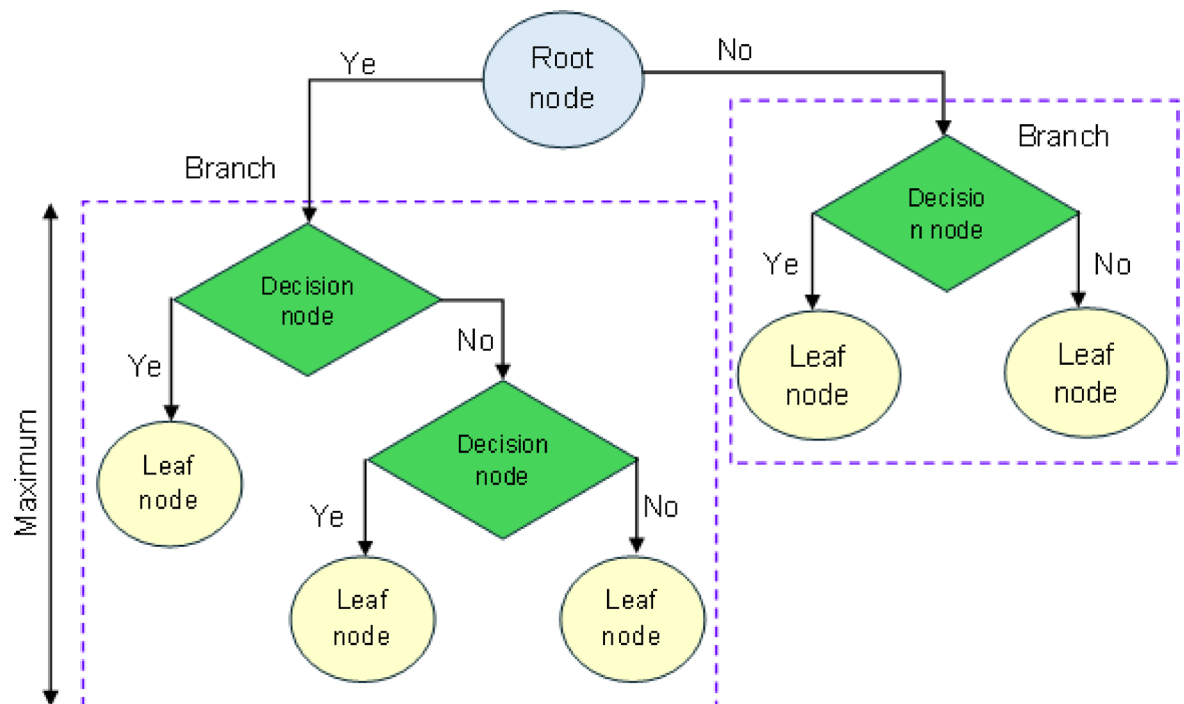 Root
node
Ye
No
Branch
Branch
Decisio
n node
Ye
No
Leaf
node
Leaf
node
Decision
node
Ye
No
Leaf
node
Decision
node
Ye
No
Leaf
node
Leaf
node
Maximum